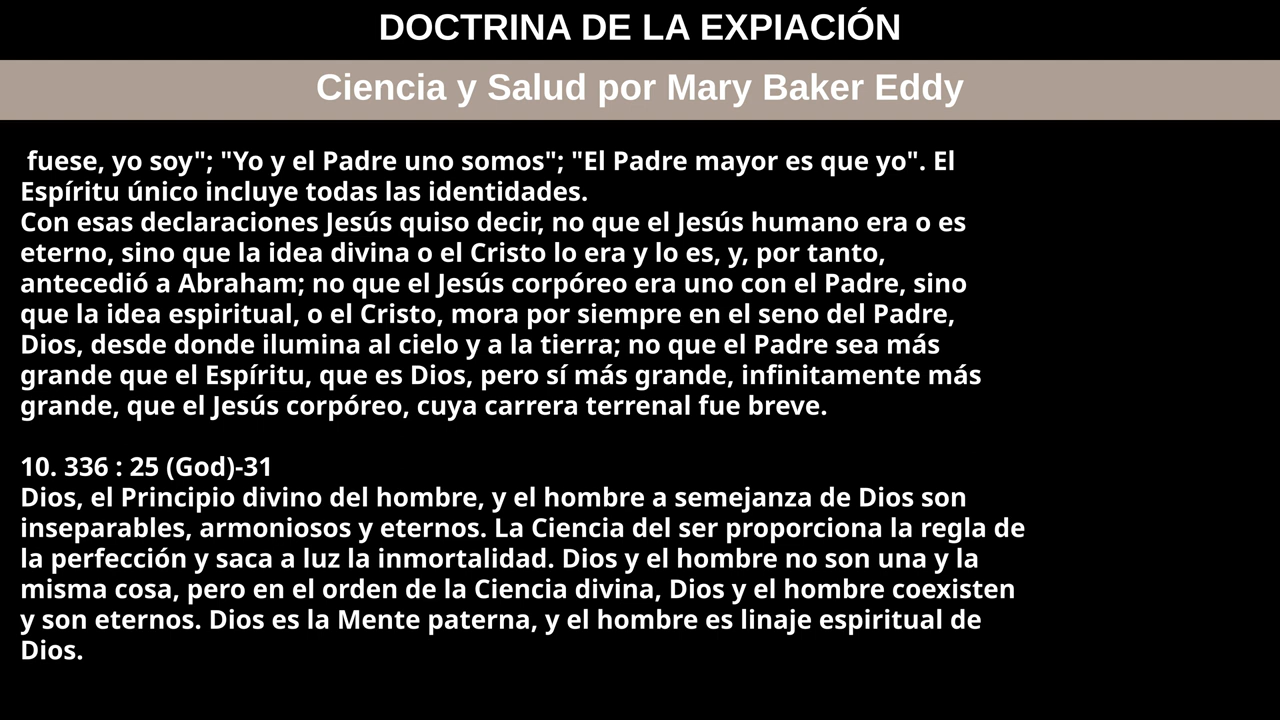 DOCTRINA DE LA EXPIACIÓN
Ciencia y Salud por Mary Baker Eddy
fuese, yo soy"; "Yo y el Padre uno somos"; "El Padre mayor es que yo". El
Espíritu único incluye todas las identidades.
Con esas declaraciones Jesús quiso decir, no que el Jesús humano era o es
eterno, sino que la idea divina o el Cristo lo era y lo es, y, por tanto,
antecedió a Abraham; no que el Jesús corpóreo era uno con el Padre, sino
que la idea espiritual, o el Cristo, mora por siempre en el seno del Padre,
Dios, desde donde ilumina al cielo y a la tierra; no que el Padre sea más
grande que el Espíritu, que es Dios, pero sí más grande, infinitamente más
grande, que el Jesús corpóreo, cuya carrera terrenal fue breve.
10. 336 : 25 (God)-31
Dios, el Principio divino del hombre, y el hombre a semejanza de Dios son
inseparables, armoniosos y eternos. La Ciencia del ser proporciona la regla de
la perfección y saca a luz la inmortalidad. Dios y el hombre no son una y la
misma cosa, pero en el orden de la Ciencia divina, Dios y el hombre coexisten
y son eternos. Dios es la Mente paterna, y el hombre es linaje espiritual de
Dios.